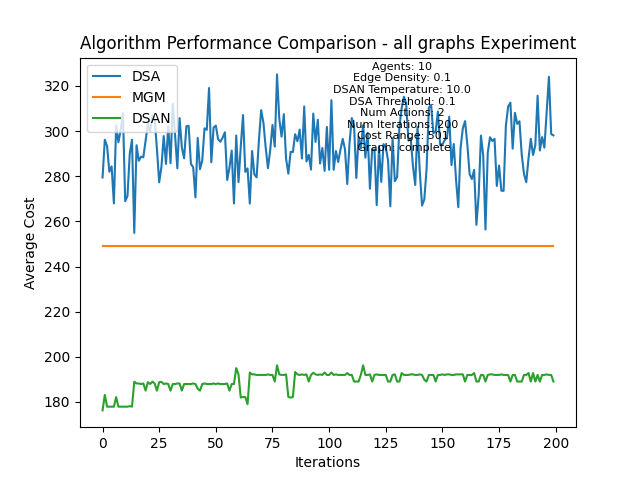 Algorithm Performance Comparison - all graphs Experiment
DSA
MGM
DSAN
Agents: 10
Edge Density: 0.1
DSAN Temperature: 10.0
DSA Threshold: 0.1
Num Actions: 2
Num Iterations: 200
Cost Range: 501
Graph: complete
Average Cost
320
300
280
260
240
220
200
180
0
25
50
75
100
125
150
175
200
Iterations